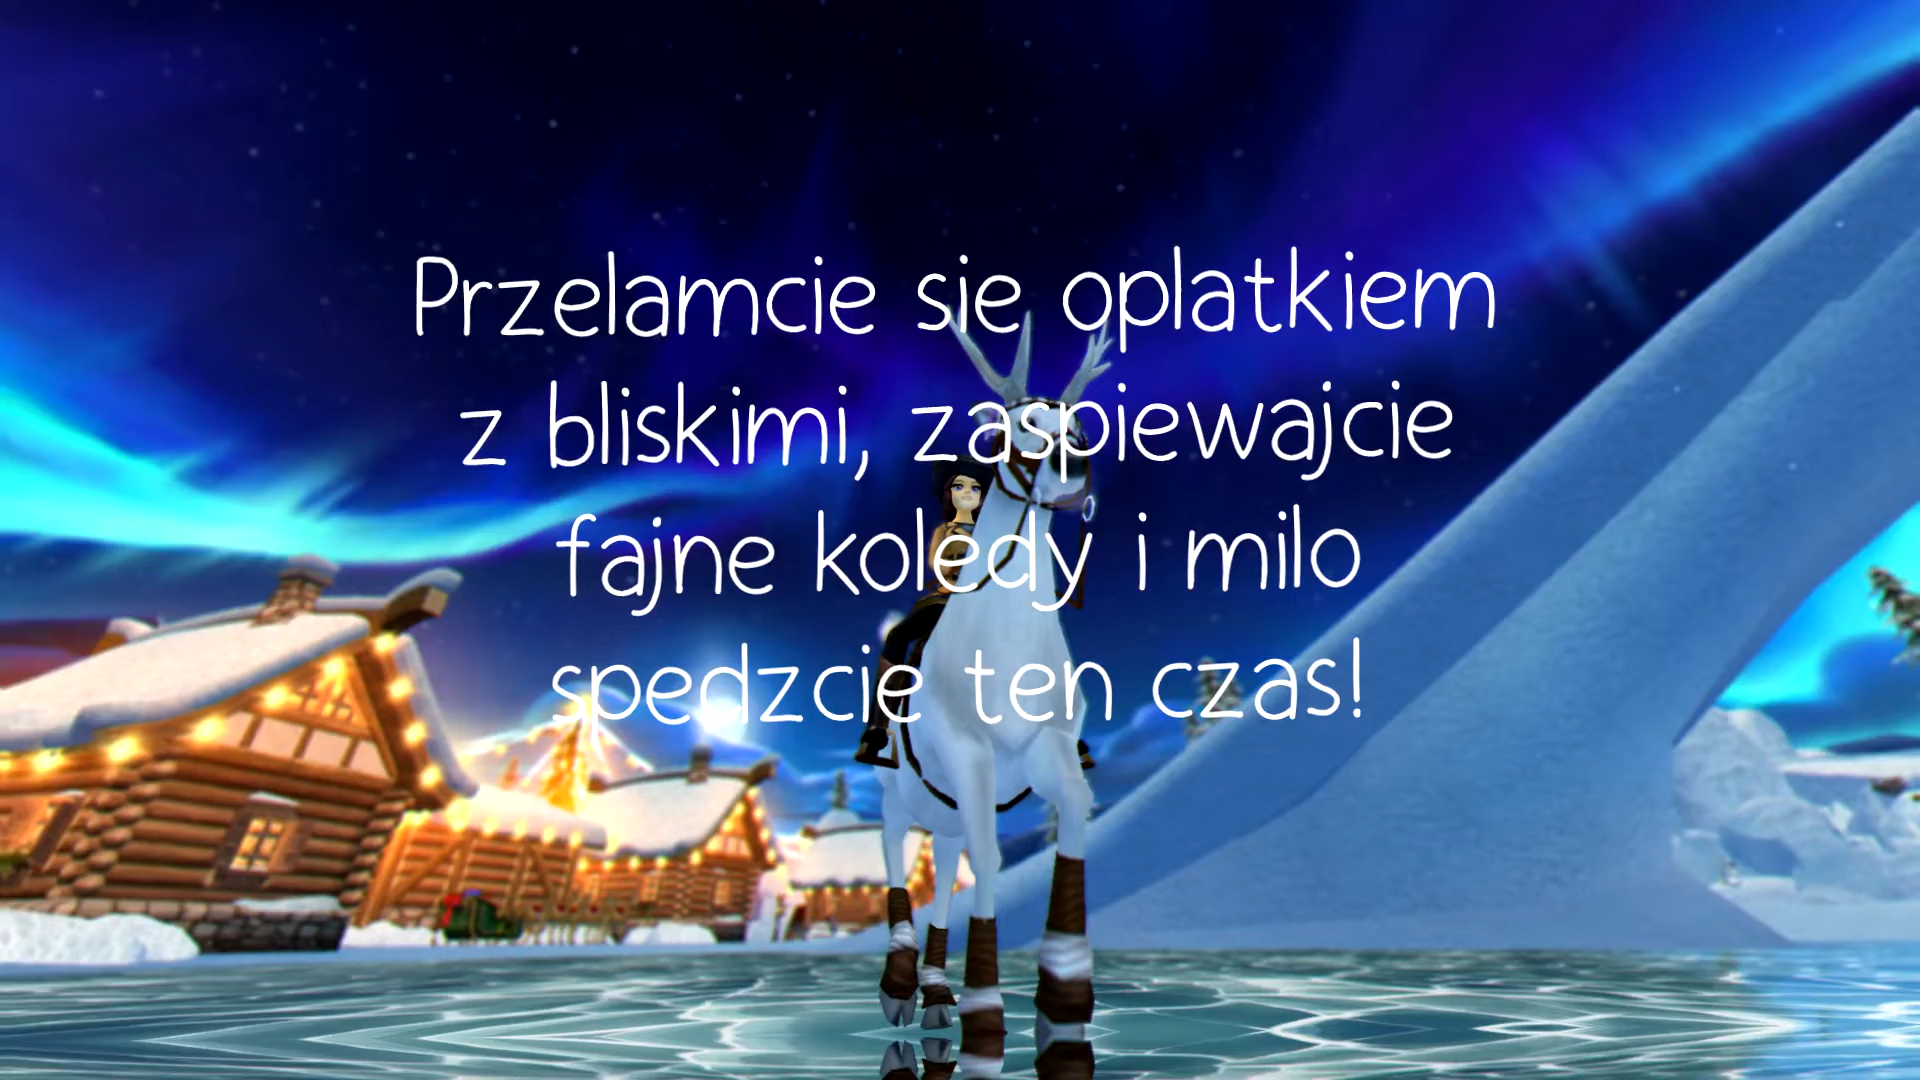 Przelamcie sie oplatkiem
z bliskimi, zaspiewajcie
fajne koledy i milo
spedzcie ten czas!